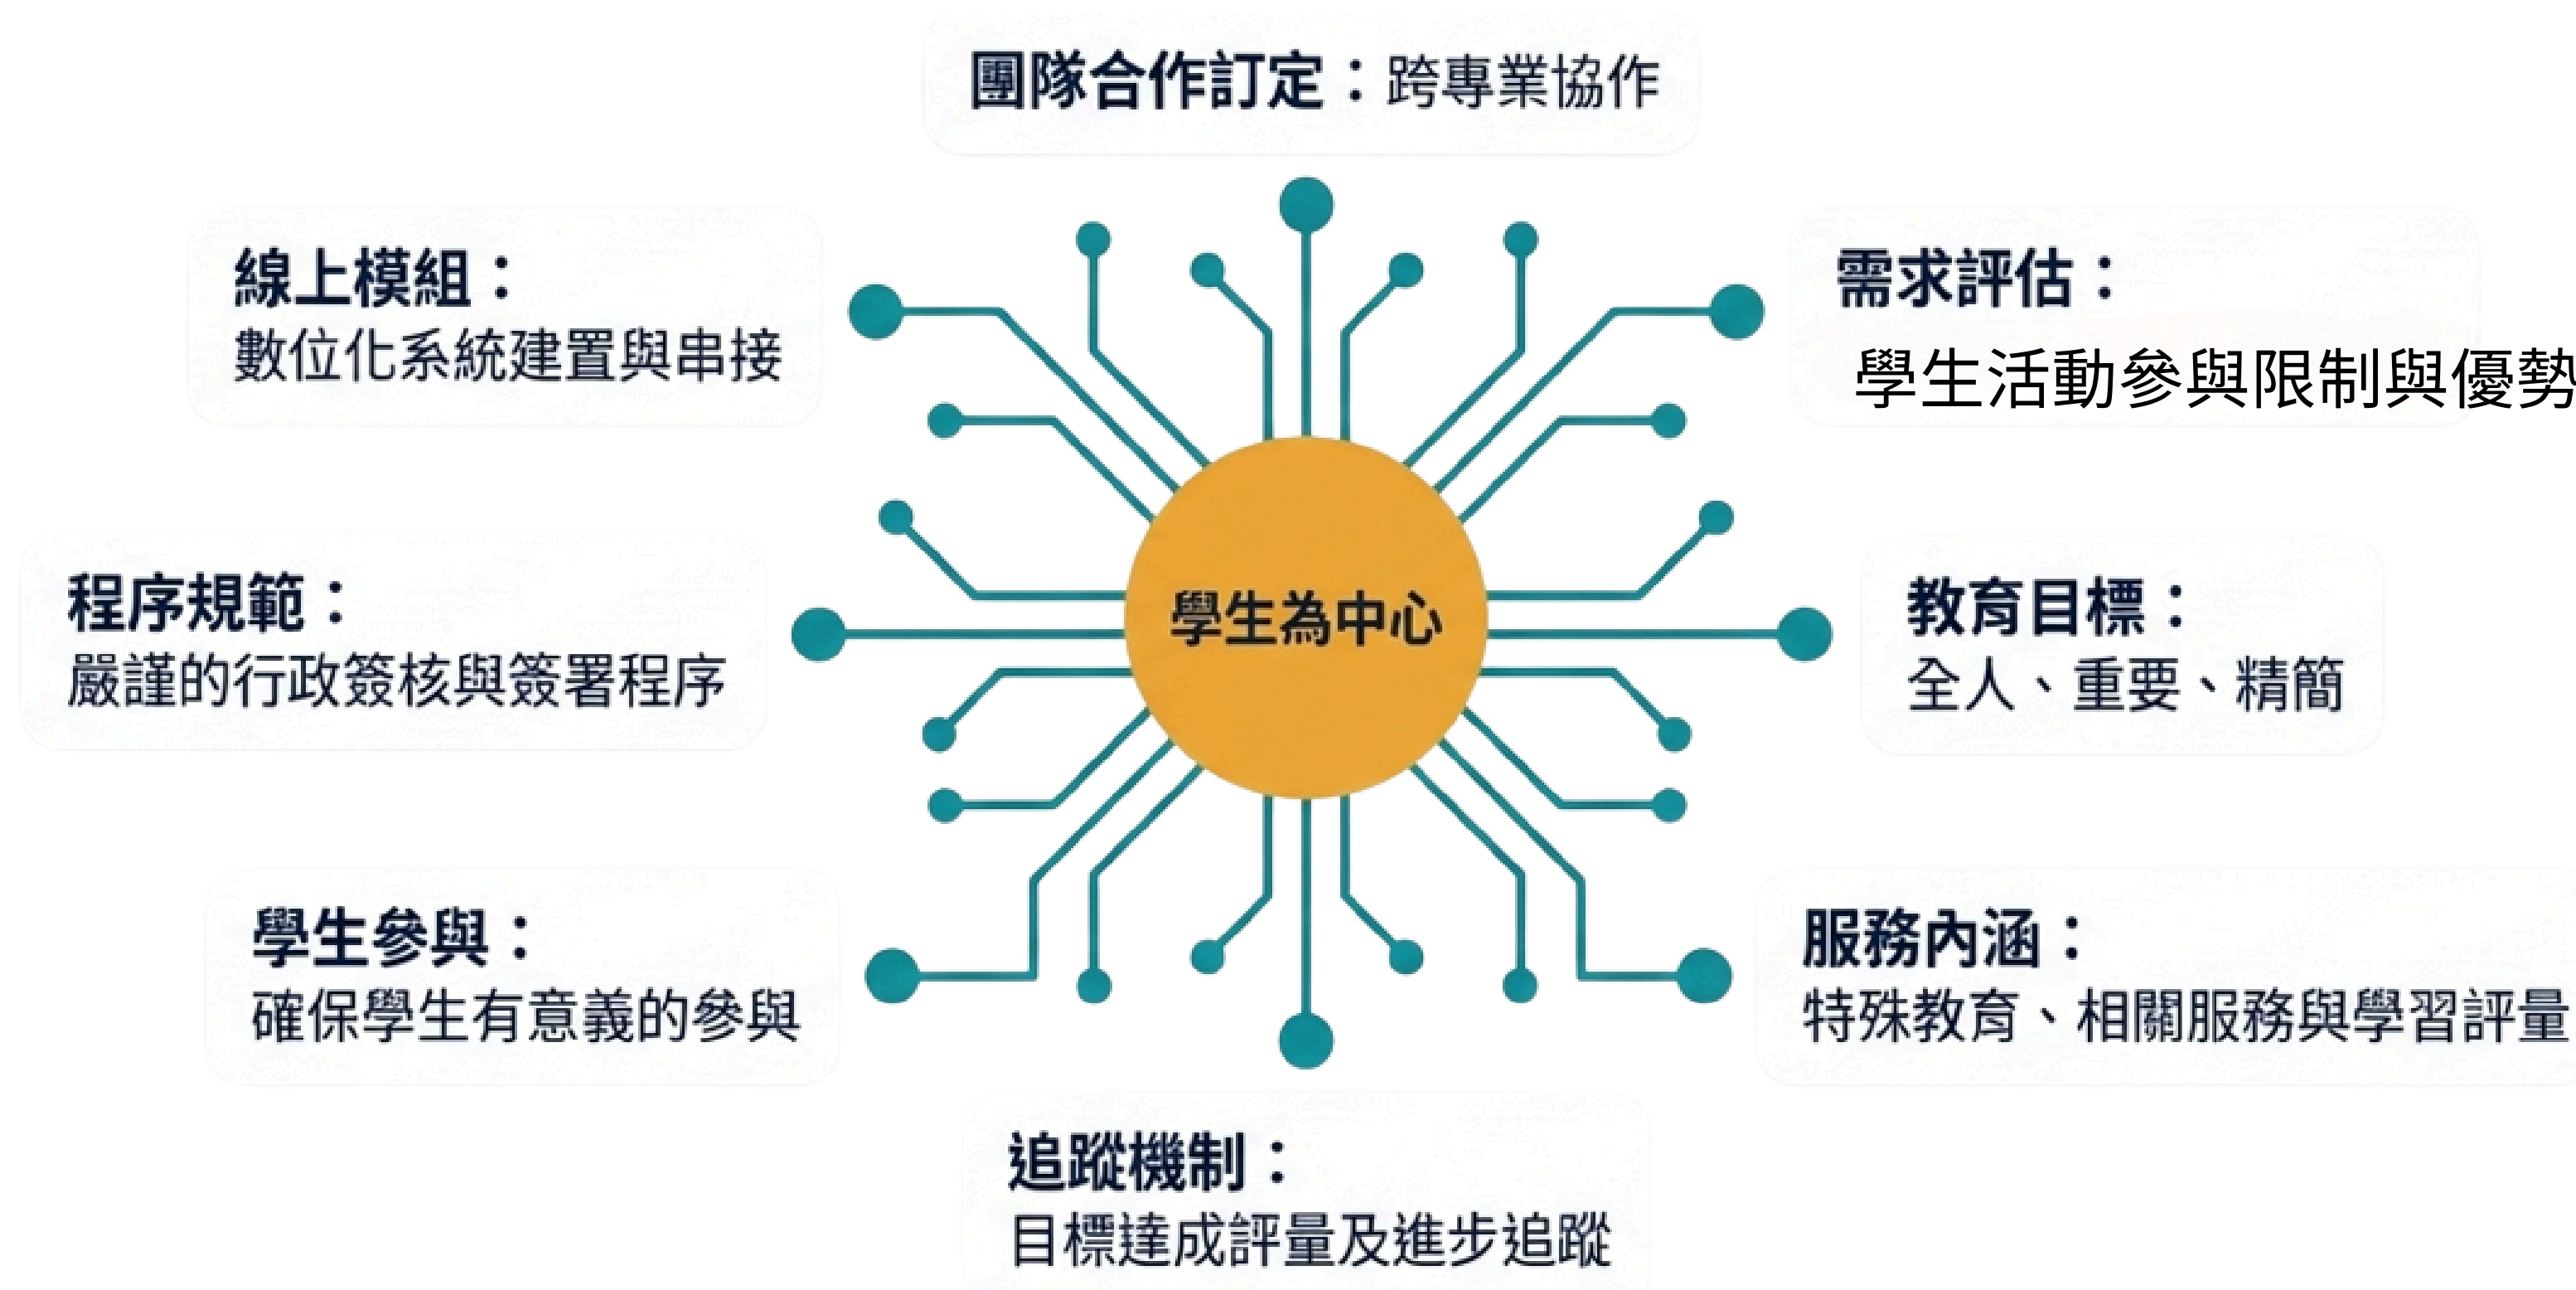 團隊合作訂定：跨專業協作
線上模組：
數位化系統建置與串接
需求評估：
學生活動參與限制與優勢
程序規範：
嚴謹的行政簽核與簽署程序
學生為中心
教育目標：
全人、重要、精簡
學生參與：
確保學生有意義的參與
服務內涵：
特殊教育、相關服務與學習評量
追蹤機制：
目標達成評量及進步追蹤